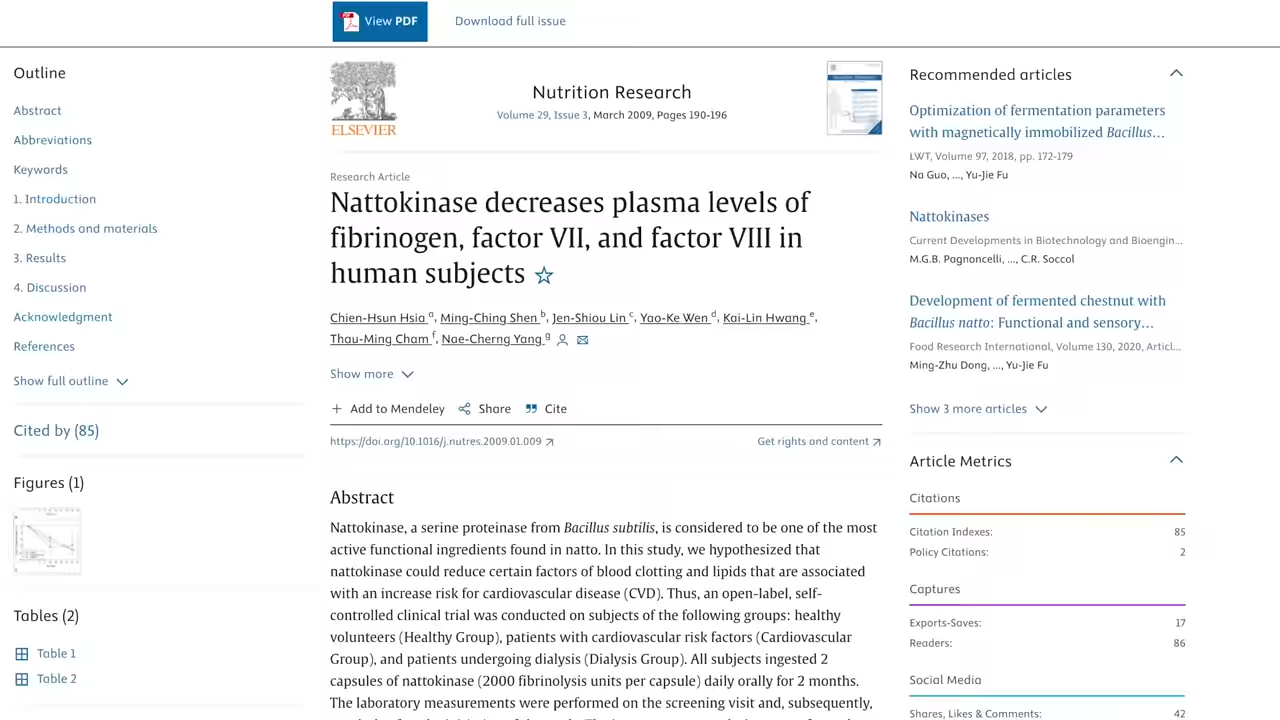 View PDF
Download full issue
Outline
Abstract
Abbreviations
Keywords
1. Introduction
2. Methods and materials
3. Results
4. Discussion
Acknowledgment
References
Show full outline
Cited by (85)
Figures (1)
Tables (2)
Table 1
Table 2
ELSEVIER
Nutrition Research
Volume 29, Issue 3, March 2009, Pages 190-196
Research Article
Nattokinase decreases plasma levels of
fibrinogen, factor VII, and factor VIII in
human subjects
Chien-Hsun Hsia a, Ming-Ching Shen b, Jen-Shiou Lin c, Yao-Ke Wen d, Kai-Lin Hwang e,
Thau-Ming Cham f, Nae-Cherng Yang g
Show more
Add to Mendeley
Share
Cite
https://doi.org/10.1016/j.nutres.2009.01.009
Get rights and content
Abstract
Nattokinase, a serine proteinase from Bacillus subtilis, is considered to be one of the most
active functional ingredients found in natto. In this study, we hypothesized that
nattokinase could reduce certain factors of blood clotting and lipids that are associated
with an increase risk for cardiovascular disease (CVD). Thus, an open-label, self-
controlled clinical trial was conducted on subjects of the following groups: healthy
volunteers (Healthy Group), patients with cardiovascular risk factors (Cardiovascular
Group), and patients undergoing dialysis (Dialysis Group). All subjects ingested 2
capsules of nattokinase (2000 fibrinolysis units per capsule) daily orally for 2 months.
The laboratory measurements were performed on the screening visit and, subsequently,
Recommended articles
Optimization of fermentation parameters
with magnetically immobilized Bacillus…
LWT, Volume 97, 2018, pp. 172-179
Na Guo, …, Yu-Jie Fu
Nattokinases
Current Developments in Biotechnology and Bioengin…
M.G.B. Pagnoncelli, …, C.R. Soccol
Development of fermented chestnut with
Bacillus natto: Functional and sensory…
Food Research International, Volume 130, 2020, Articl…
Ming-Zhu Dong, …, Yu-Jie Fu
Show 3 more articles
Article Metrics
Citations
Citation Indexes: 85
Policy Citations: 2
Captures
Exports-Saves: 17
Readers: 86
Social Media
Shares, Likes & Comments: 42